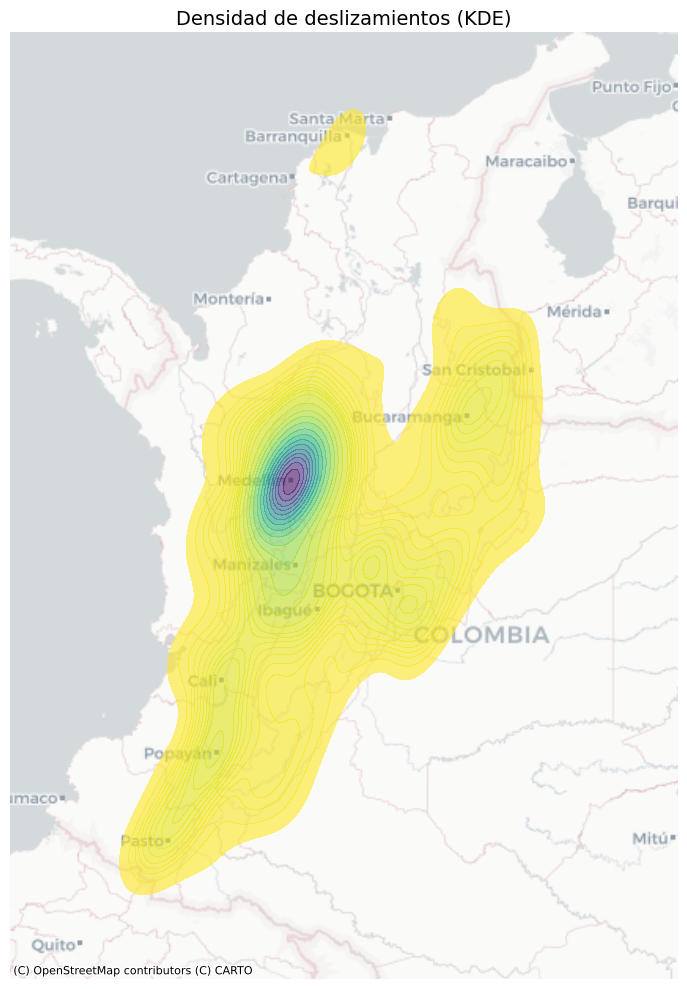 Densidad de deslizamientos (KDE)
Punto Fijo
Santa Marta
Barranquilla
Maracaibo
Cartagena
Barqui
Montería
Mérida
San Cristobal
Bucaramanga
Medellín
Manizales
BOGOTA
Ibagué
COLOMBIA
Cali
Popayán
umaco
Mitú
Pasto
Quito
(C) OpenStreetMap contributors (C) CARTO